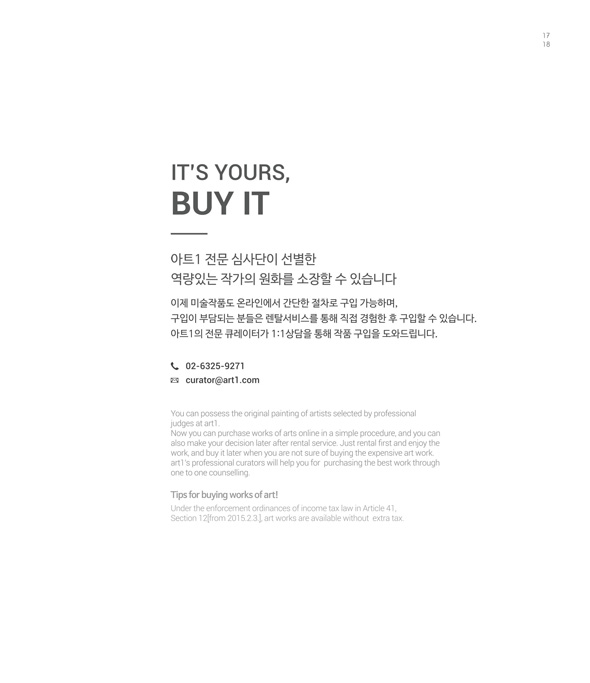 17
18
IT'S YOURS,
BUY IT
아트1 전문 심사단이 선별한
역량있는 작가의 원화를 소장할 수 있습니다
이제 미술작품도 온라인에서 간단한 절차로 구입 가능하며,
구입이 부담되는 분들은 렌탈서비스를 통해 직접 경험한 후 구입할 수 있습니다.
아트1의 전문 큐레이터가 1:1상담을 통해 작품 구입을 도와드립니다.
02-6325-9271
curator@art1.com
You can possess the original painting of artists selected by professional
judges at art1.
Now you can purchase works of arts online in a simple procedure, and you can
also make your decision later after rental service. Just rental first and enjoy the
work, and buy it later when you are not sure of buying the expensive art work.
art1's professional curators will help you for purchasing the best work through
one to one counselling.
Tips for buying works of art!
Under the enforcement ordinances of income tax law in Article 41,
Section 12[from 2015.2.3.], art works are available without extra tax.